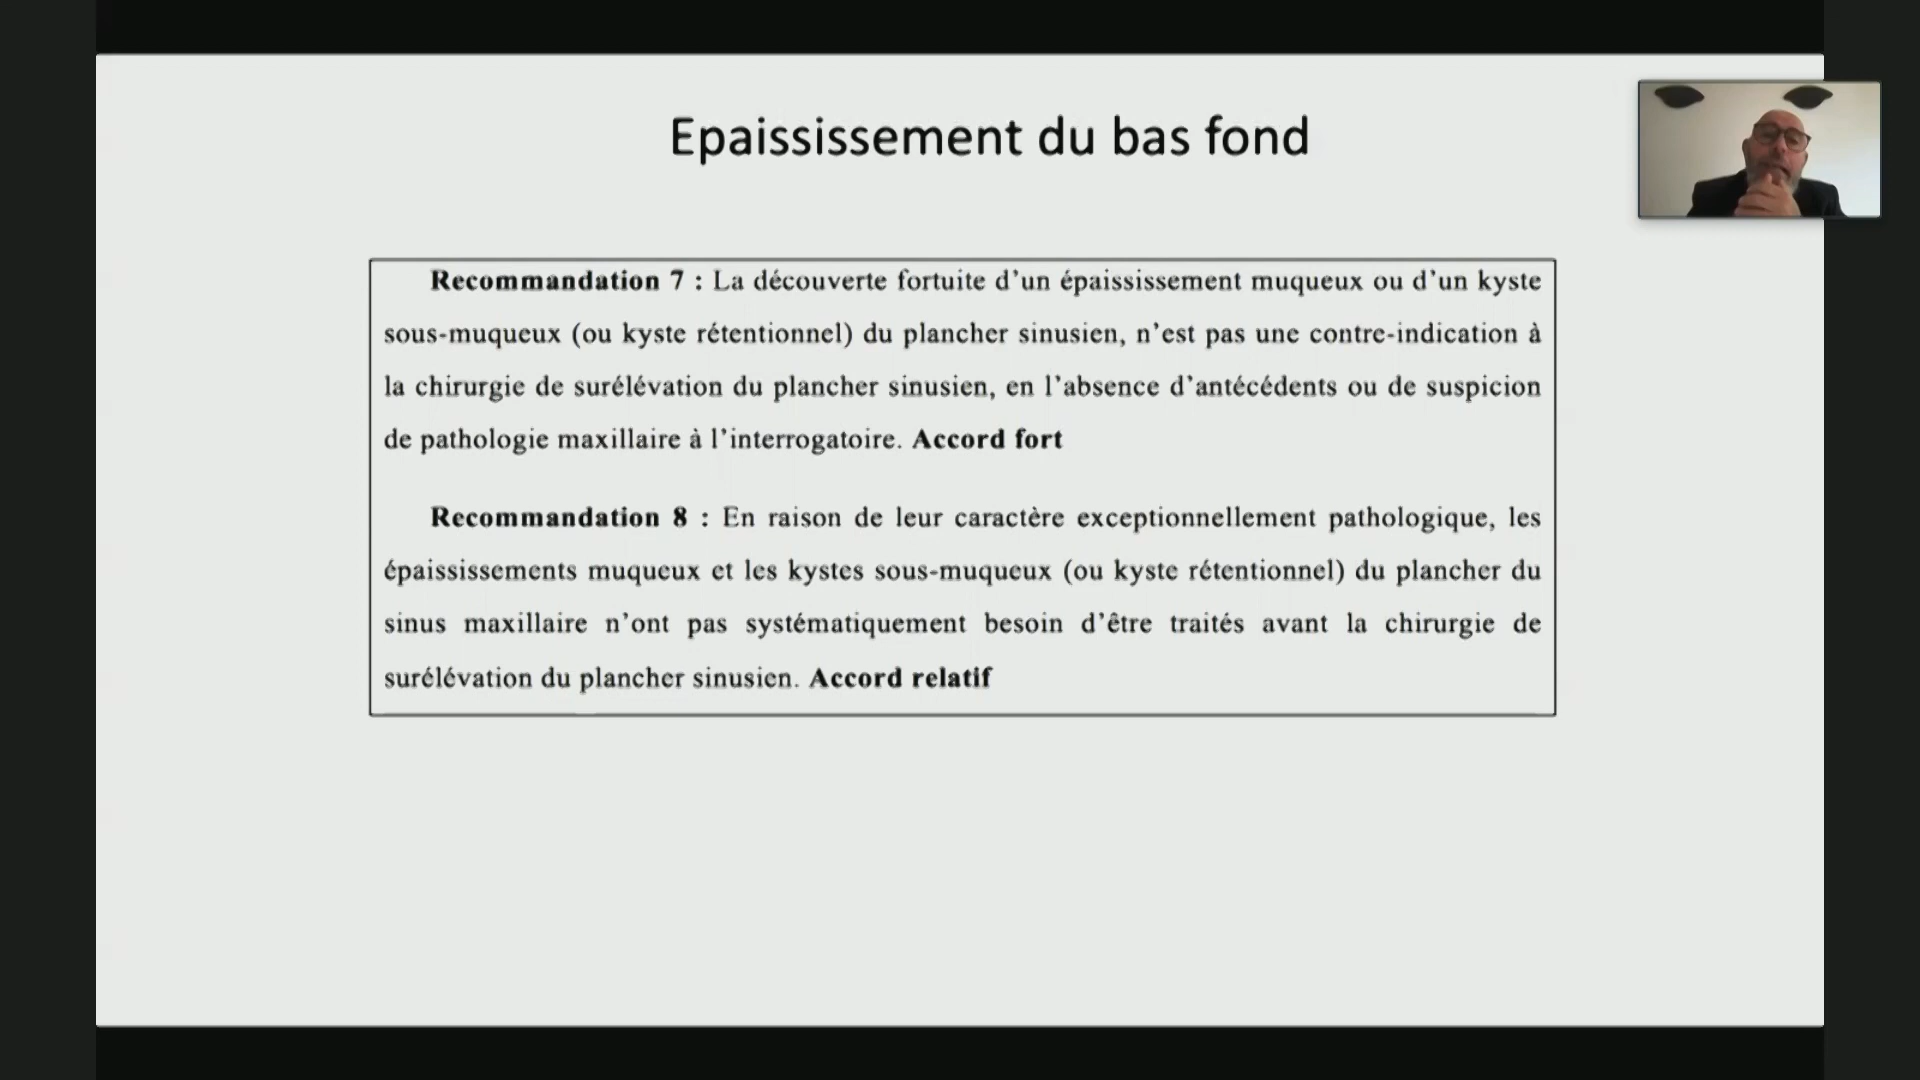 Epaississement du bas fond
Recommandation 7 : La découverte fortuite d’un épaississement muqueux ou d’un kyste
sous-muqueux (ou kyste rétentionnel) du plancher sinusien, n’est pas une contre-indication à
la chirurgie de surélévation du plancher sinusien, en l’absence d’antécédents ou de suspicion
de pathologie maxillaire à l’interrogatoire. Accord fort
Recommandation 8 : En raison de leur caractère exceptionnellement pathologique, les
épaississements muqueux et les kystes sous-muqueux (ou kyste rétentionnel) du plancher du
sinus maxillaire n’ont pas systématiquement besoin d’être traités avant la chirurgie de
surélévation du plancher sinusien. Accord relatif